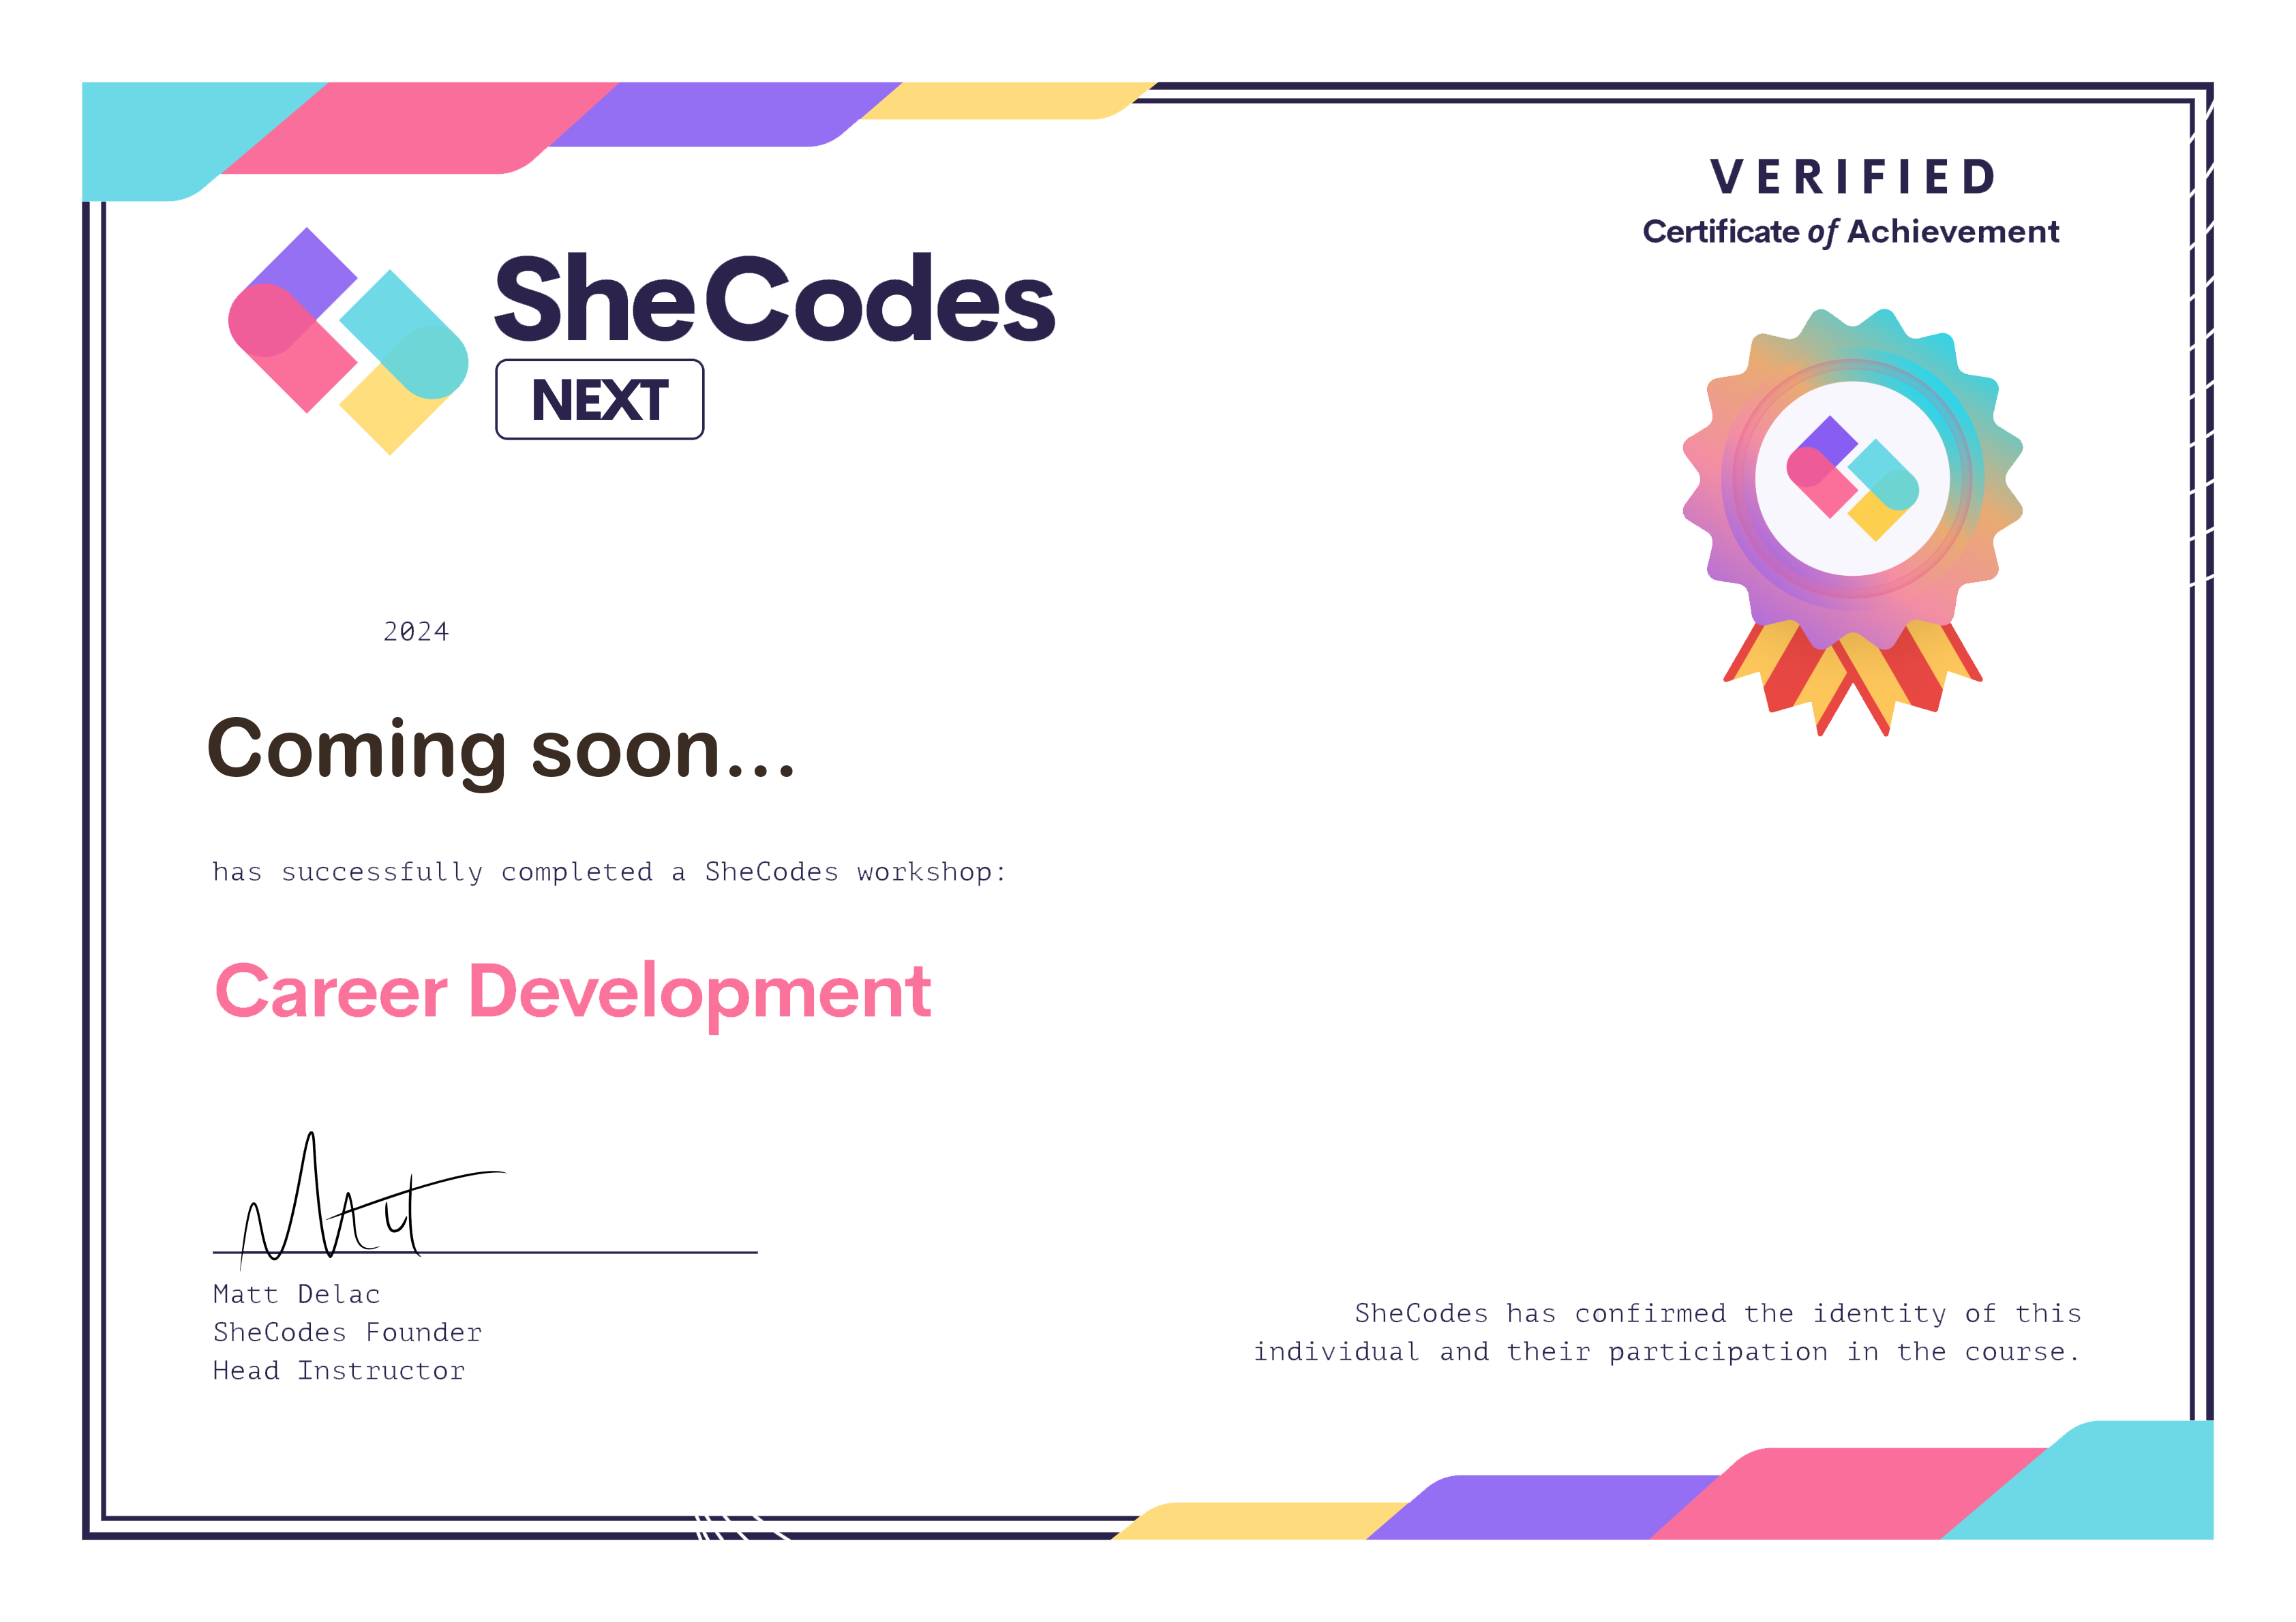 VERIFIED
Certificate of Achievement
SheCodes
NEXT
2024
Coming soon...
has successfully completed a SheCodes workshop:
Career Development
Matt
Matt Delac
SheCodes Founder
Head Instructor
SheCodes has confirmed the identity of this
individual and their participation in the course.